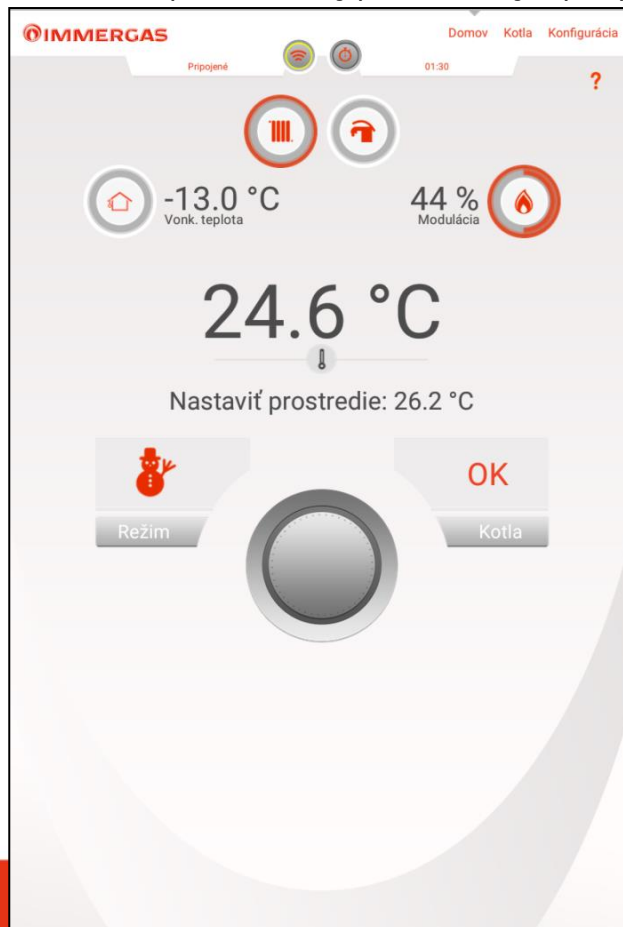 IMMERGAS
Domov Kotla Konfigurácia
Pripojené
01:30
?
-13.0 °C
Vonk. teplota
44 %
Modulácia
24.6 °C
Nastaviť prostredie: 26.2 °C
OK
Režim
Kotla